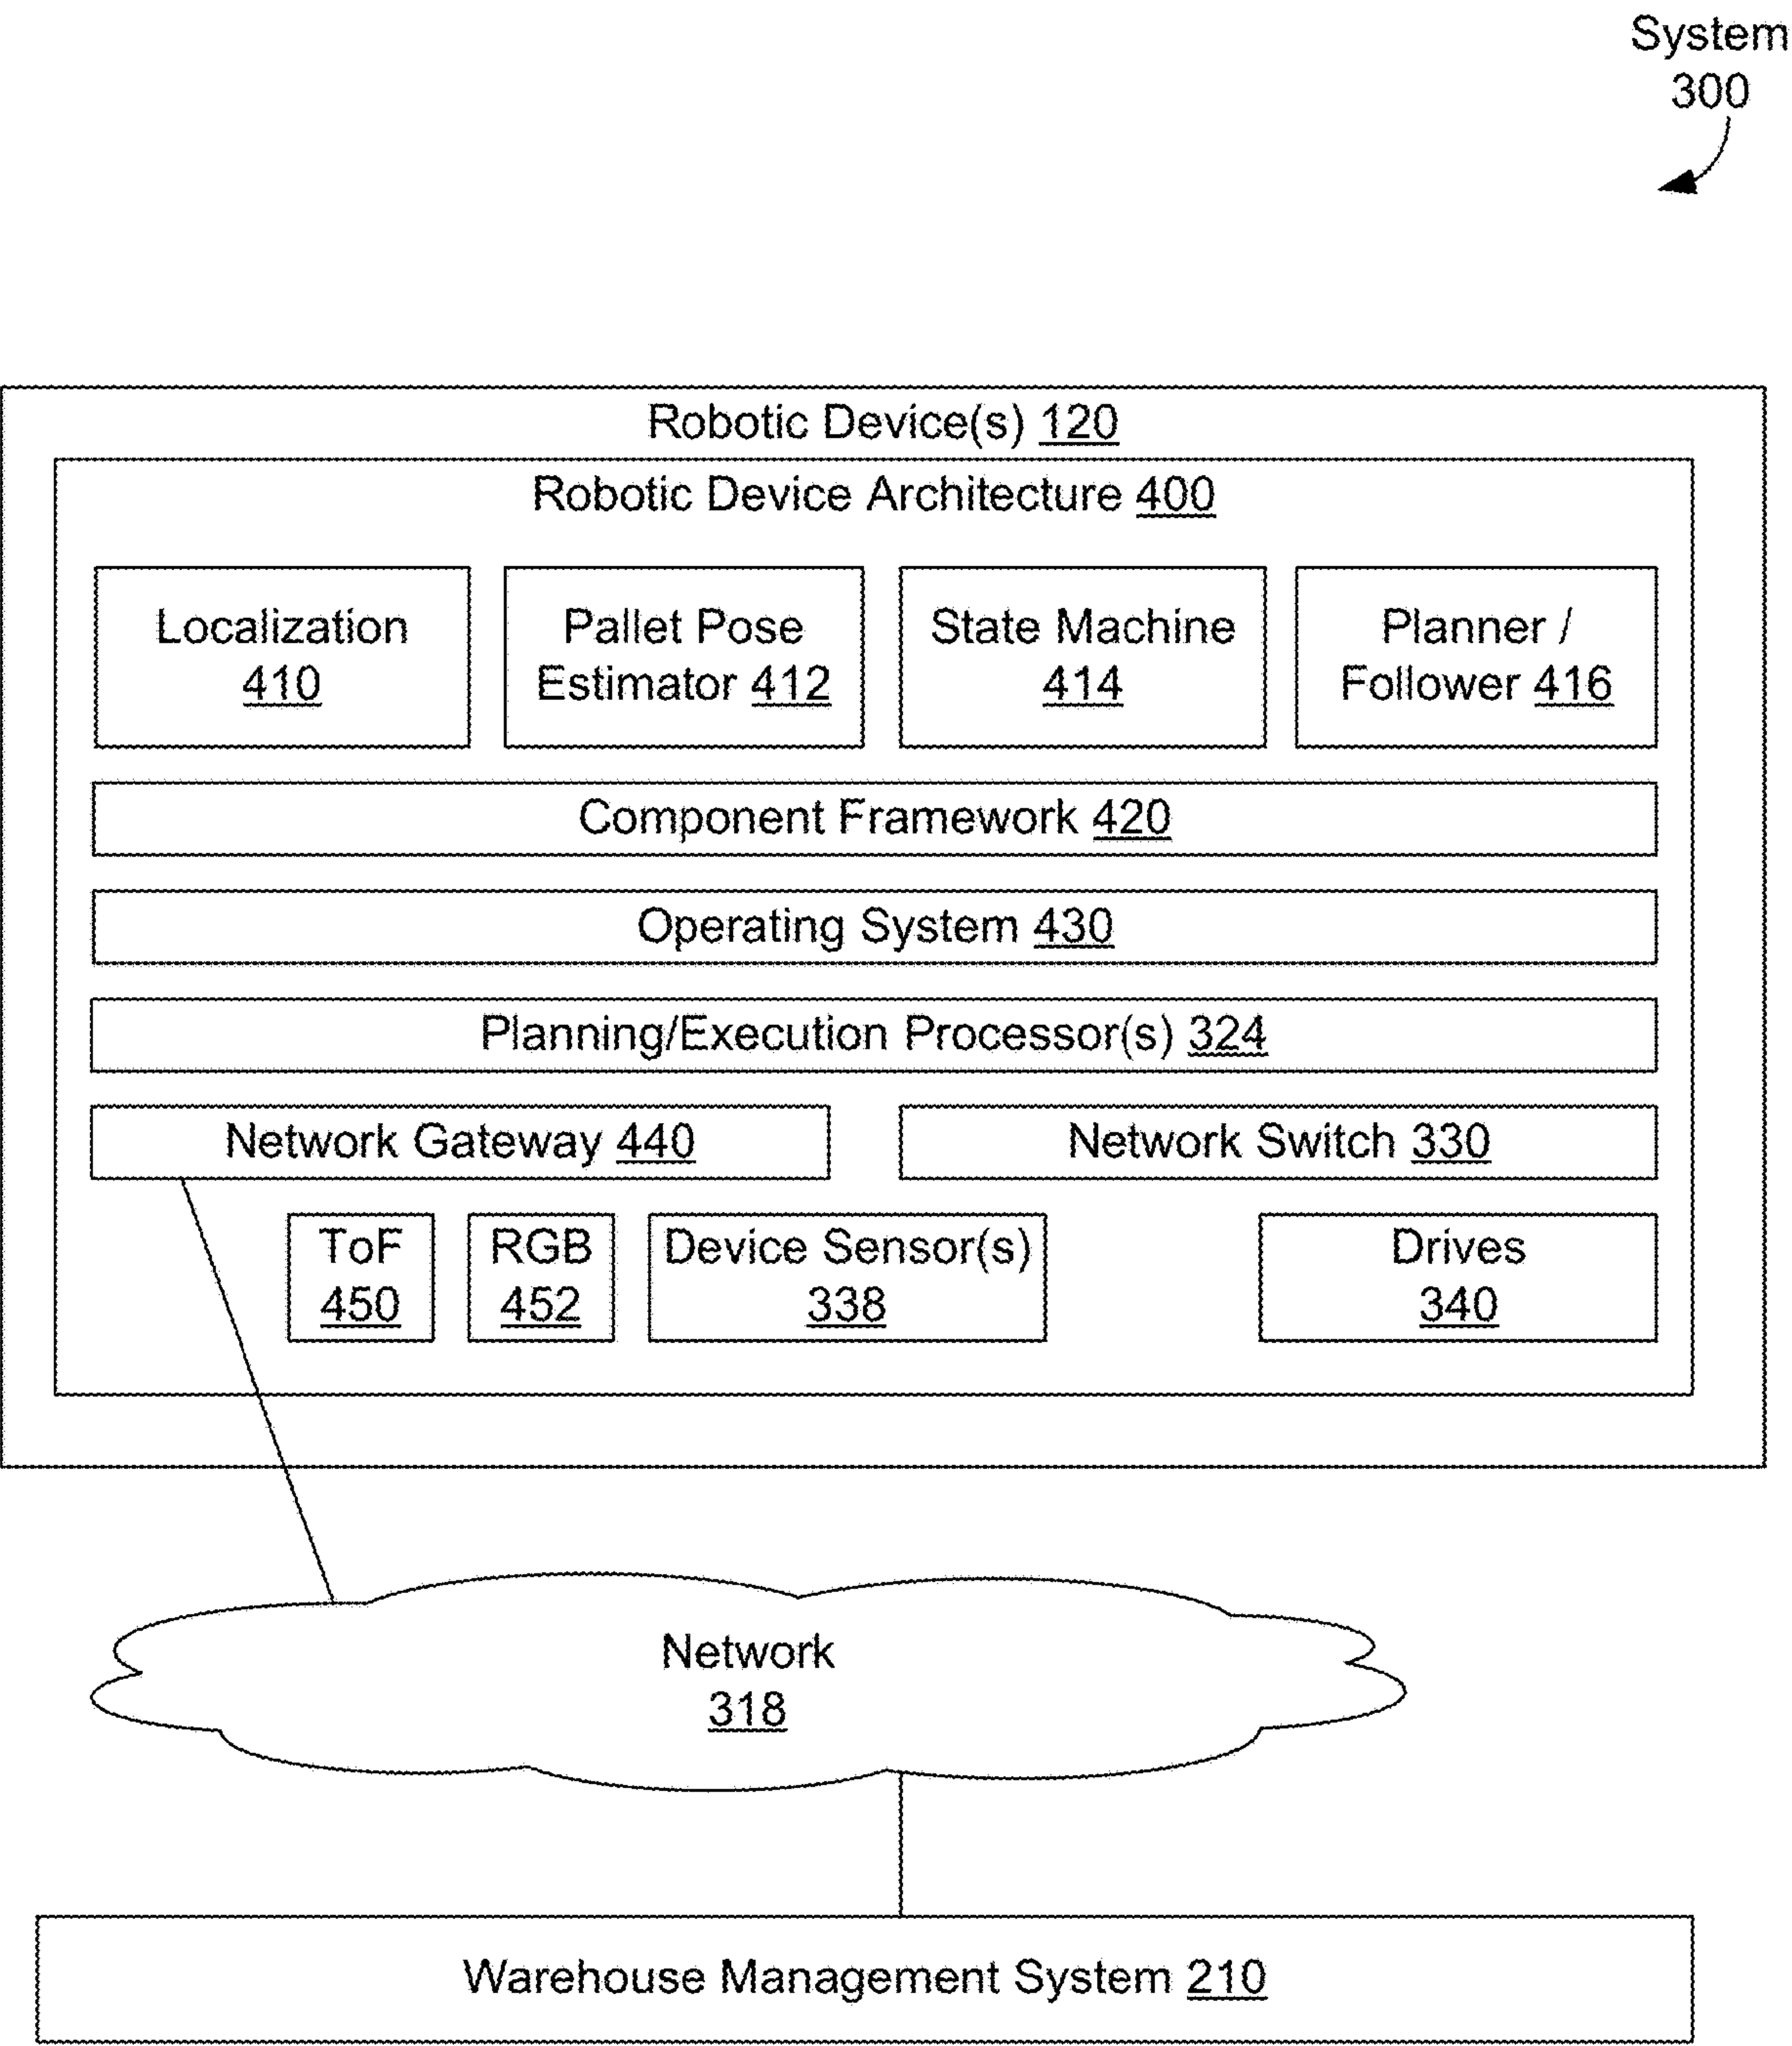 System
300
Robotic Device(s) 120
Robotic Device Architecture 400
Localization
410
Pallet Pose
Estimator 412
State Machine
414
Planner /
Follower 416
Component Framework 420
Operating System 430
Planning/Execution Processor(s) 324
Network Gateway 440
Network Switch 330
ToF
450
RGB
452
Device Sensor(s)
338
Drives
340
Network
318
Warehouse Management System 210